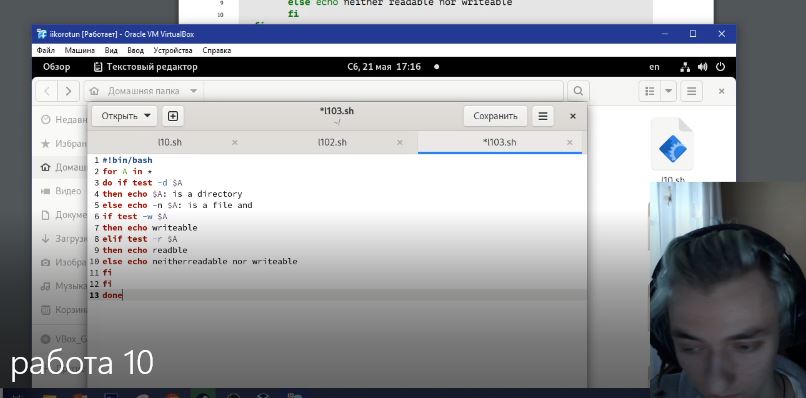 9 else echo neither readable nor writeable
10 fi
iikorotun [Работает] - Oracle VM VirtualBox
Файл Машина Вид Ввод Устройства Справка
Обзор Текстовый редактор Сб, 21 мая 17:16 en
Домашняя папка
Открыть *l103.sh Сохранить
~/
l10.sh l102.sh *l103.sh
1 #!bin/bash
2 for A in *
3 do if test -d $A
4 then echo $A: is a directory
5 else echo -n $A: is a file and
6 if test -w $A
7 then echo writeable
8 elif test -r $A
9 then echo readble
10 else echo neitherreadable nor writeable
11 fi
12 fi
13 done
Недавн
Избран
Домаш
Видео
Докуме
Загрузк
Изобра
Музыка
Корзина
VBox_G
l10.sh
работа 10